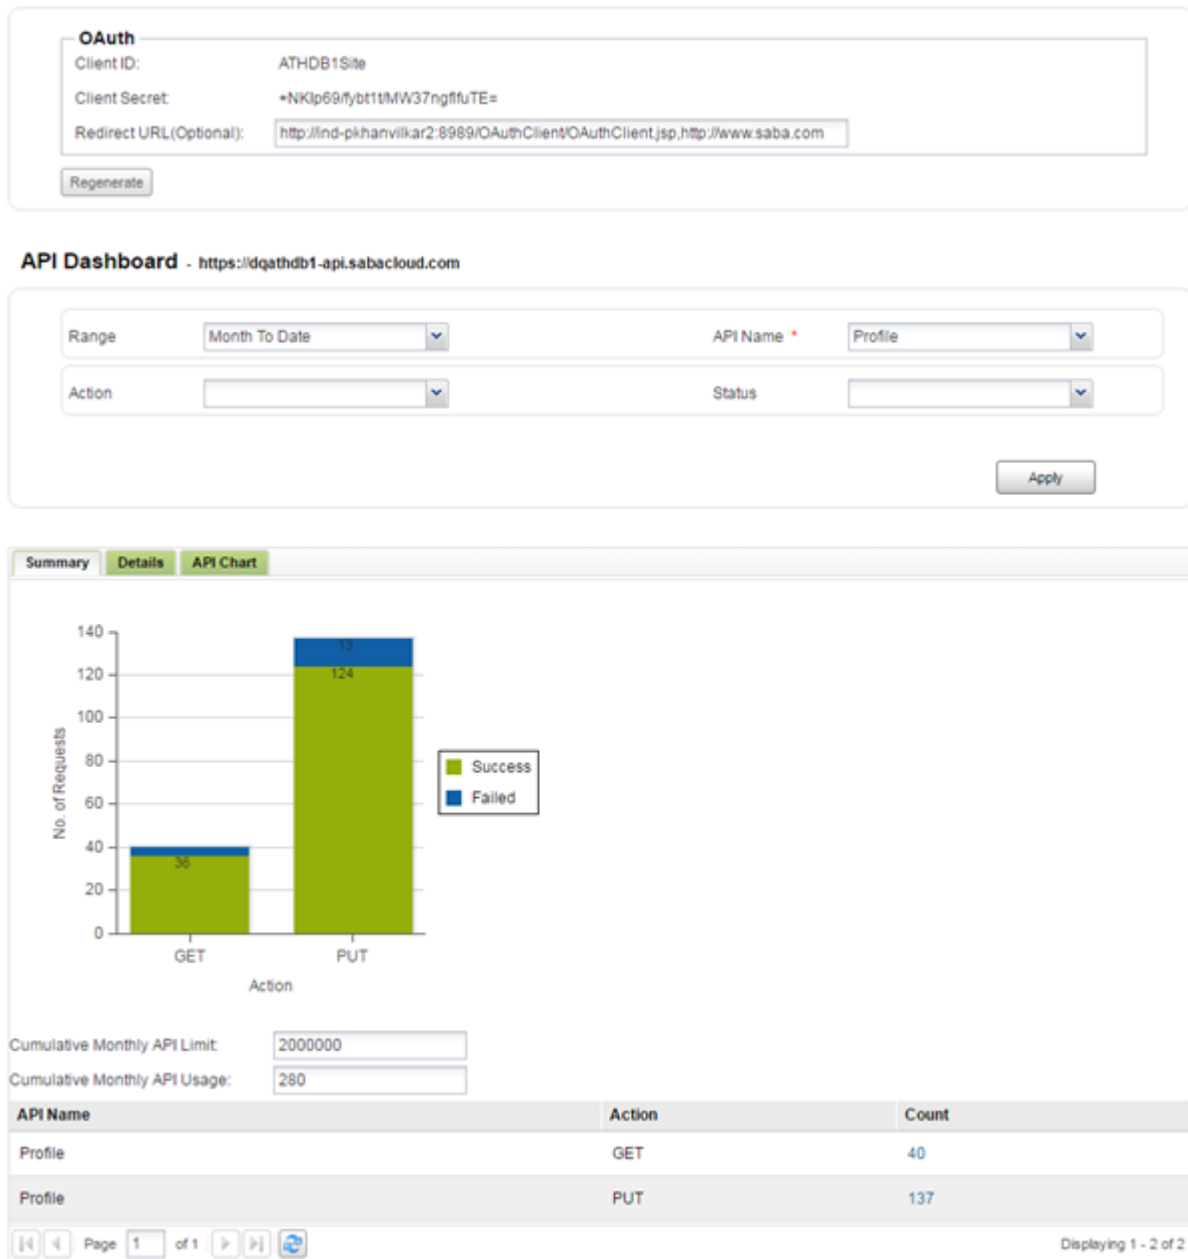 OAuth
Client ID: ATHDB1Site
Client Secret: +NKlp69/fybt1t/MW37ngflfuTE=
Redirect URL(Optional): http://ind-pkhanvilkar2:8989/OAuthClient/OAuthClient.jsp,http://www.saba.com
Regenerate
API Dashboard - https://dqathdb1-api.sabacloud.com
Range Month To Date API Name * Profile
Action Status
Apply
Summary Details API Chart
140
13
120
124
100
80
60
40
36
20
0
No. of Requests
GET PUT
Action
Success
Failed
Cumulative Monthly API Limit: 2000000
Cumulative Monthly API Usage: 280
API Name Action Count
Profile GET 40
Profile PUT 137
Page 1 of 1 Displaying 1 - 2 of 2